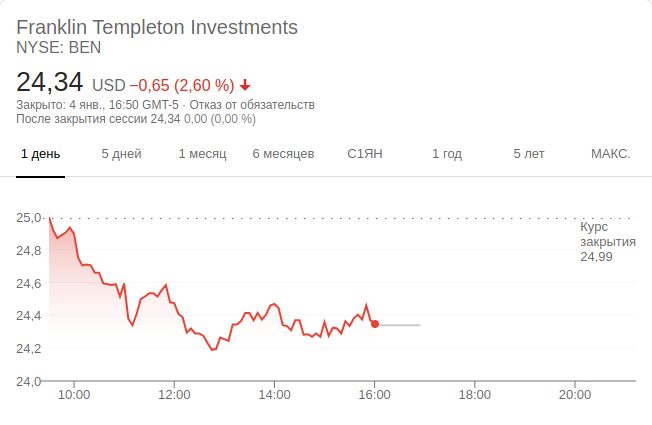 Franklin Templeton Investments
NYSE: BEN
24,34 USD −0,65 (2,60 %)
Закрыто: 4 янв., 16:50 GMT-5 · Отказ от обязательств
После закрытия сессии 24,34 0,00 (0,00 %)
1 день 5 дней 1 месяц 6 месяцев С1ЯН 1 год 5 лет МАКС.
25,0
Курс
закрытия
24,99
24,8
24,6
24,4
24,2
24,0
10:00 12:00 14:00 16:00 18:00 20:00